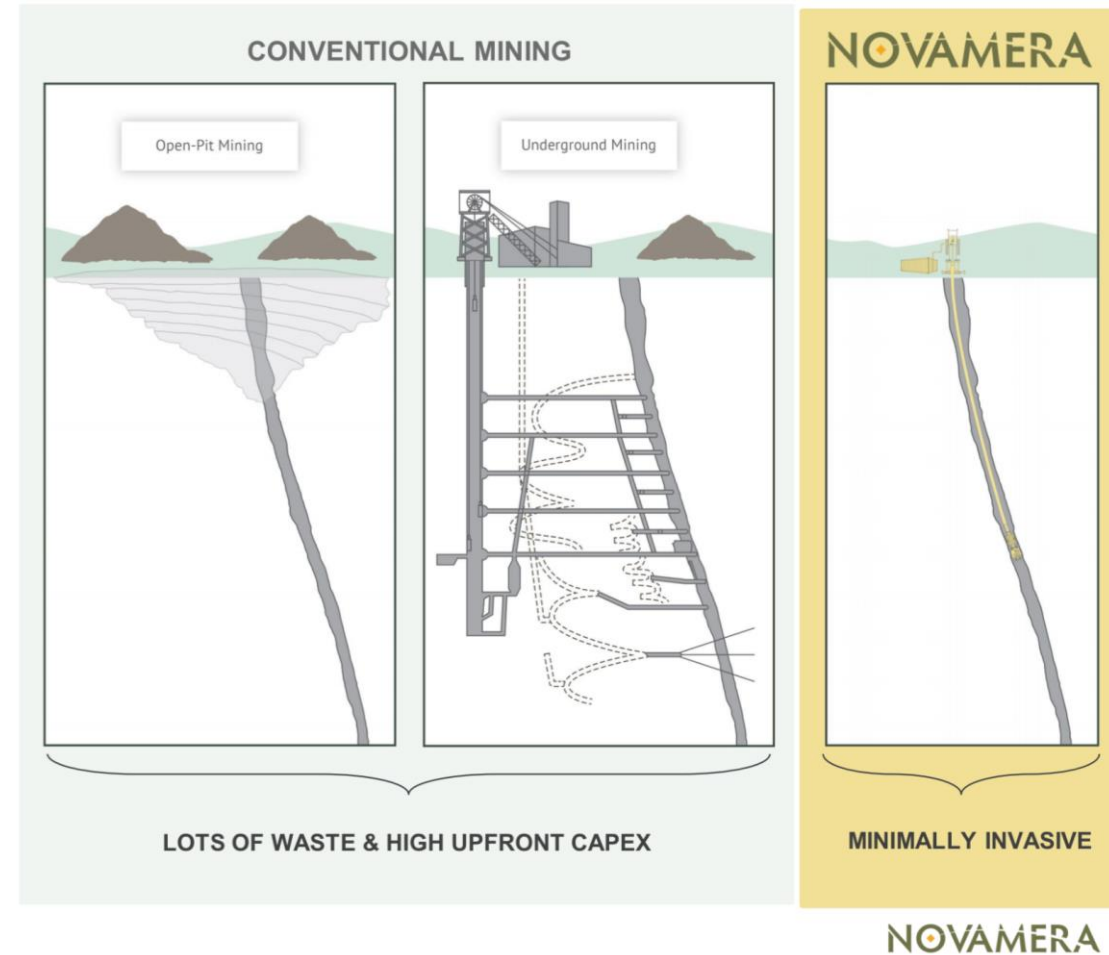 CONVENTIONAL MINING
NOVAMERA
Open-Pit Mining
Underground Mining
LOTS OF WASTE & HIGH UPFRONT CAPEX
MINIMALLY INVASIVE
NOVAMERA